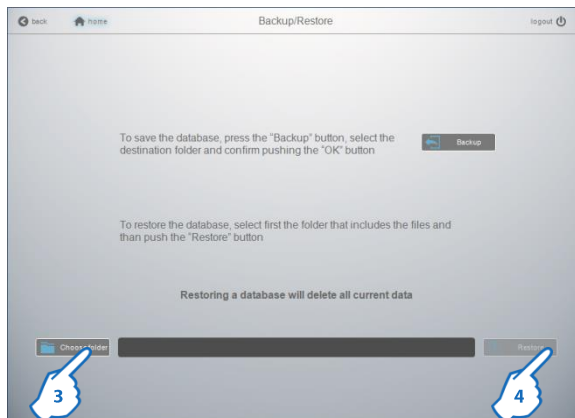 back home Backup/Restore logout
To save the database, press the "Backup" button, select the
destination folder and confirm pushing the "OK" button
Backup
To restore the database, select first the folder that includes the files and
than push the "Restore" button
Restoring a database will delete all current data
Choose folder
Restore
3
4